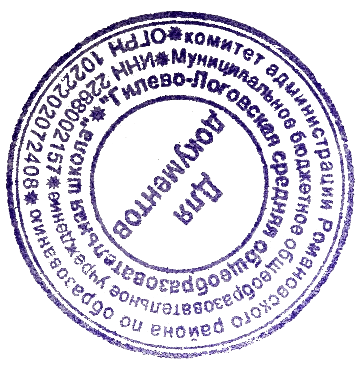 комитет администрации Романовского района по образованию * ОГРН 1022202072408 *
Муниципальное бюджетное общеобразовательное учреждение * ИНН 2268002157 *
"Гилево-Логовская средняя общеобразовательная школа" *
Для
документов